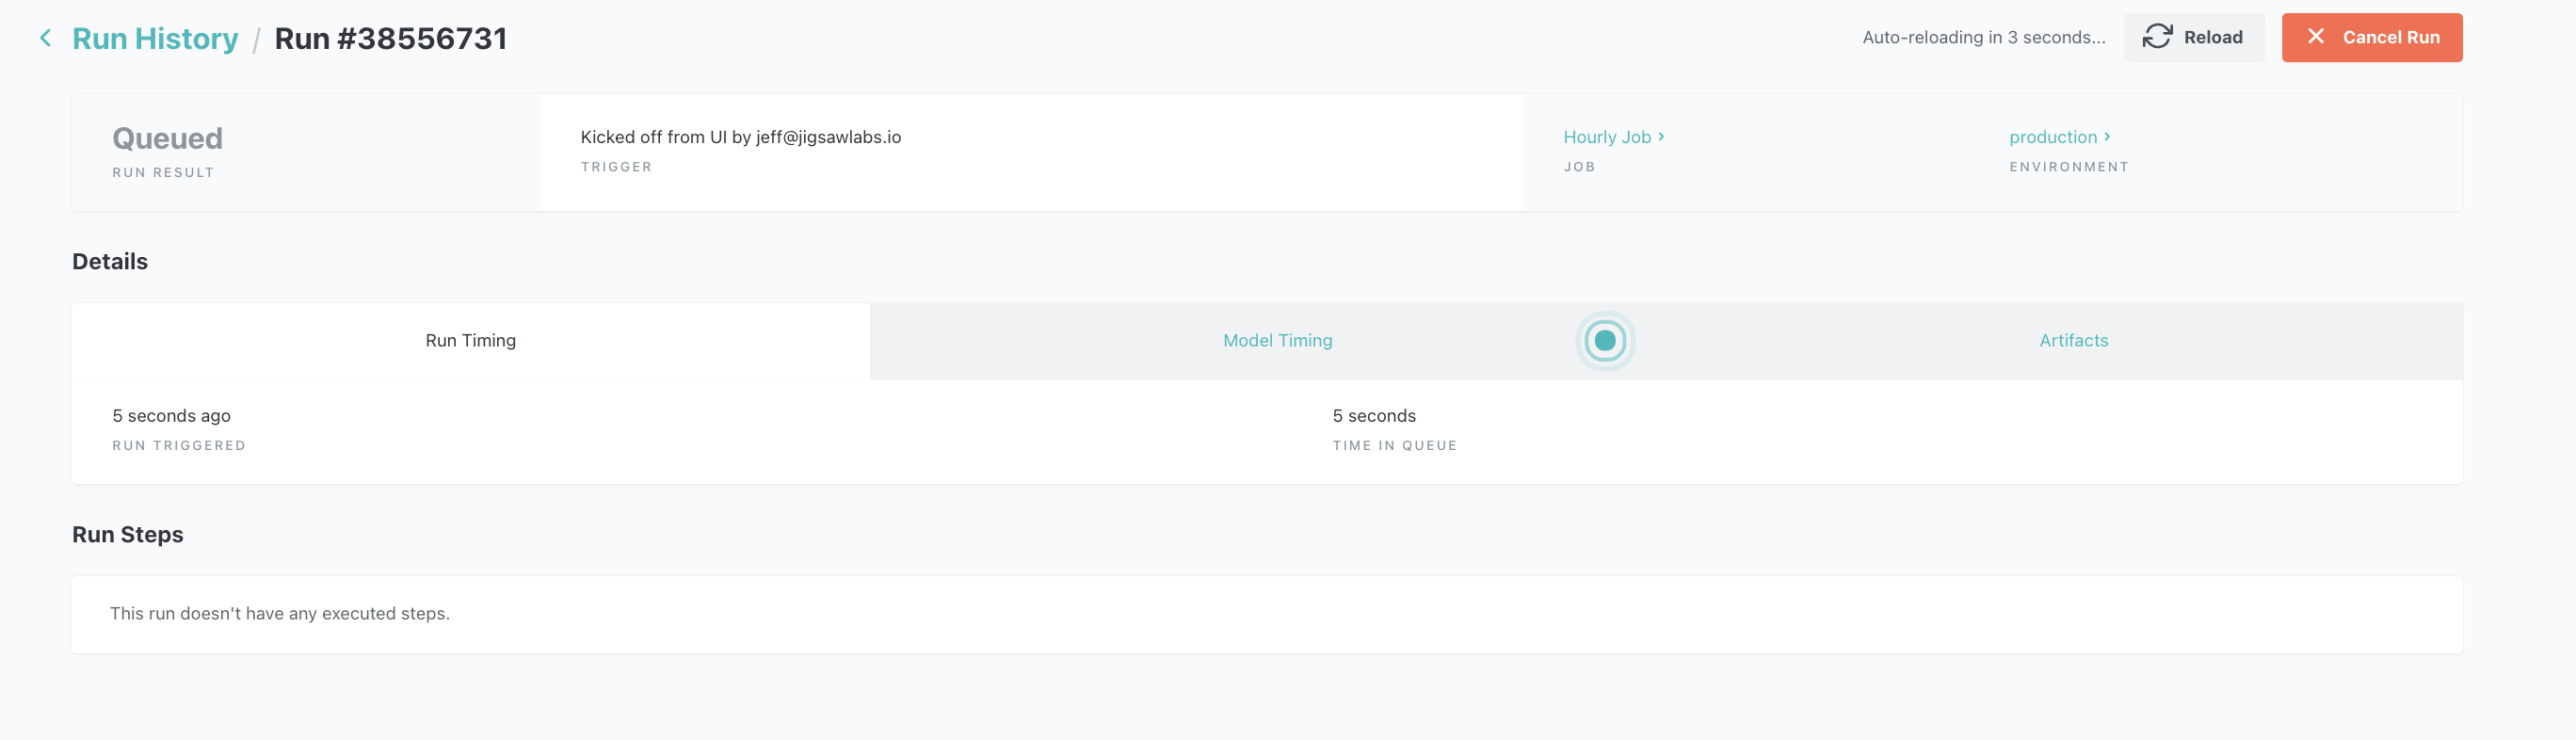 Run History / Run #38556731
Auto-reloading in 3 seconds...
Reload
Cancel Run
Queued
RUN RESULT
Kicked off from UI by jeff@jigsawlabs.io
TRIGGER
Hourly Job
JOB
production
ENVIRONMENT
Details
Run Timing
Model Timing
Artifacts
5 seconds ago
RUN TRIGGERED
5 seconds
TIME IN QUEUE
Run Steps
This run doesn't have any executed steps.